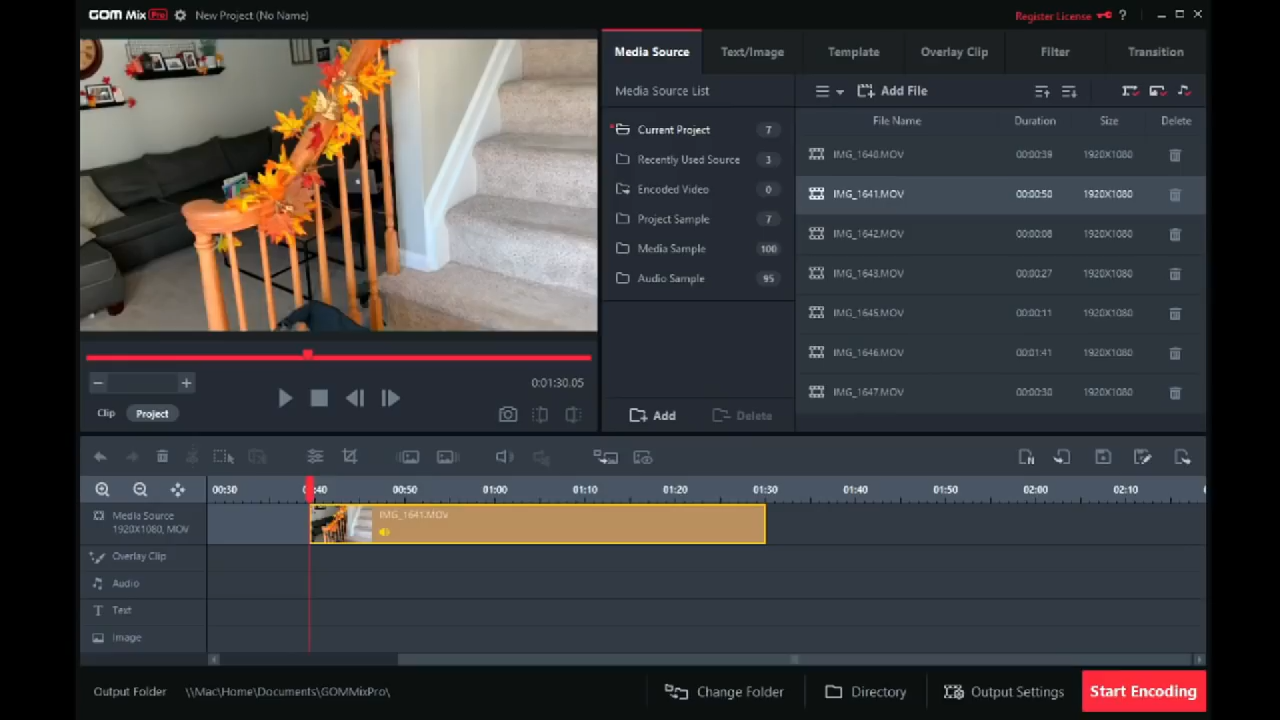 GOM Mix Pro New Project (No Name) Register License ?
Media Source Text/Image Template Overlay Clip Filter Transition
Media Source List Add File
File Name Duration Size Delete
Current Project 7
Recently Used Source 3
Encoded Video 0
Project Sample 7
Media Sample 100
Audio Sample 95
Add Delete
IMG_1640.MOV 00:00:39 1920X1080
IMG_1641.MOV 00:00:50 1920X1080
IMG_1642.MOV 00:00:08 1920X1080
IMG_1643.MOV 00:00:27 1920X1080
IMG_1645.MOV 00:00:11 1920X1080
IMG_1646.MOV 00:01:41 1920X1080
IMG_1647.MOV 00:00:30 1920X1080
0:01:30.05
Clip Project
00:30 :40 00:50 01:00 01:10 01:20 01:30 01:40 01:50 02:00 02:10
Media Source
1920X1080, MOV
IMG_1641.MOV
Overlay Clip
Audio
Text
Image
Output Folder \\Mac\Home\Documents\GOMMixPro\ Change Folder Directory Output Settings Start Encoding